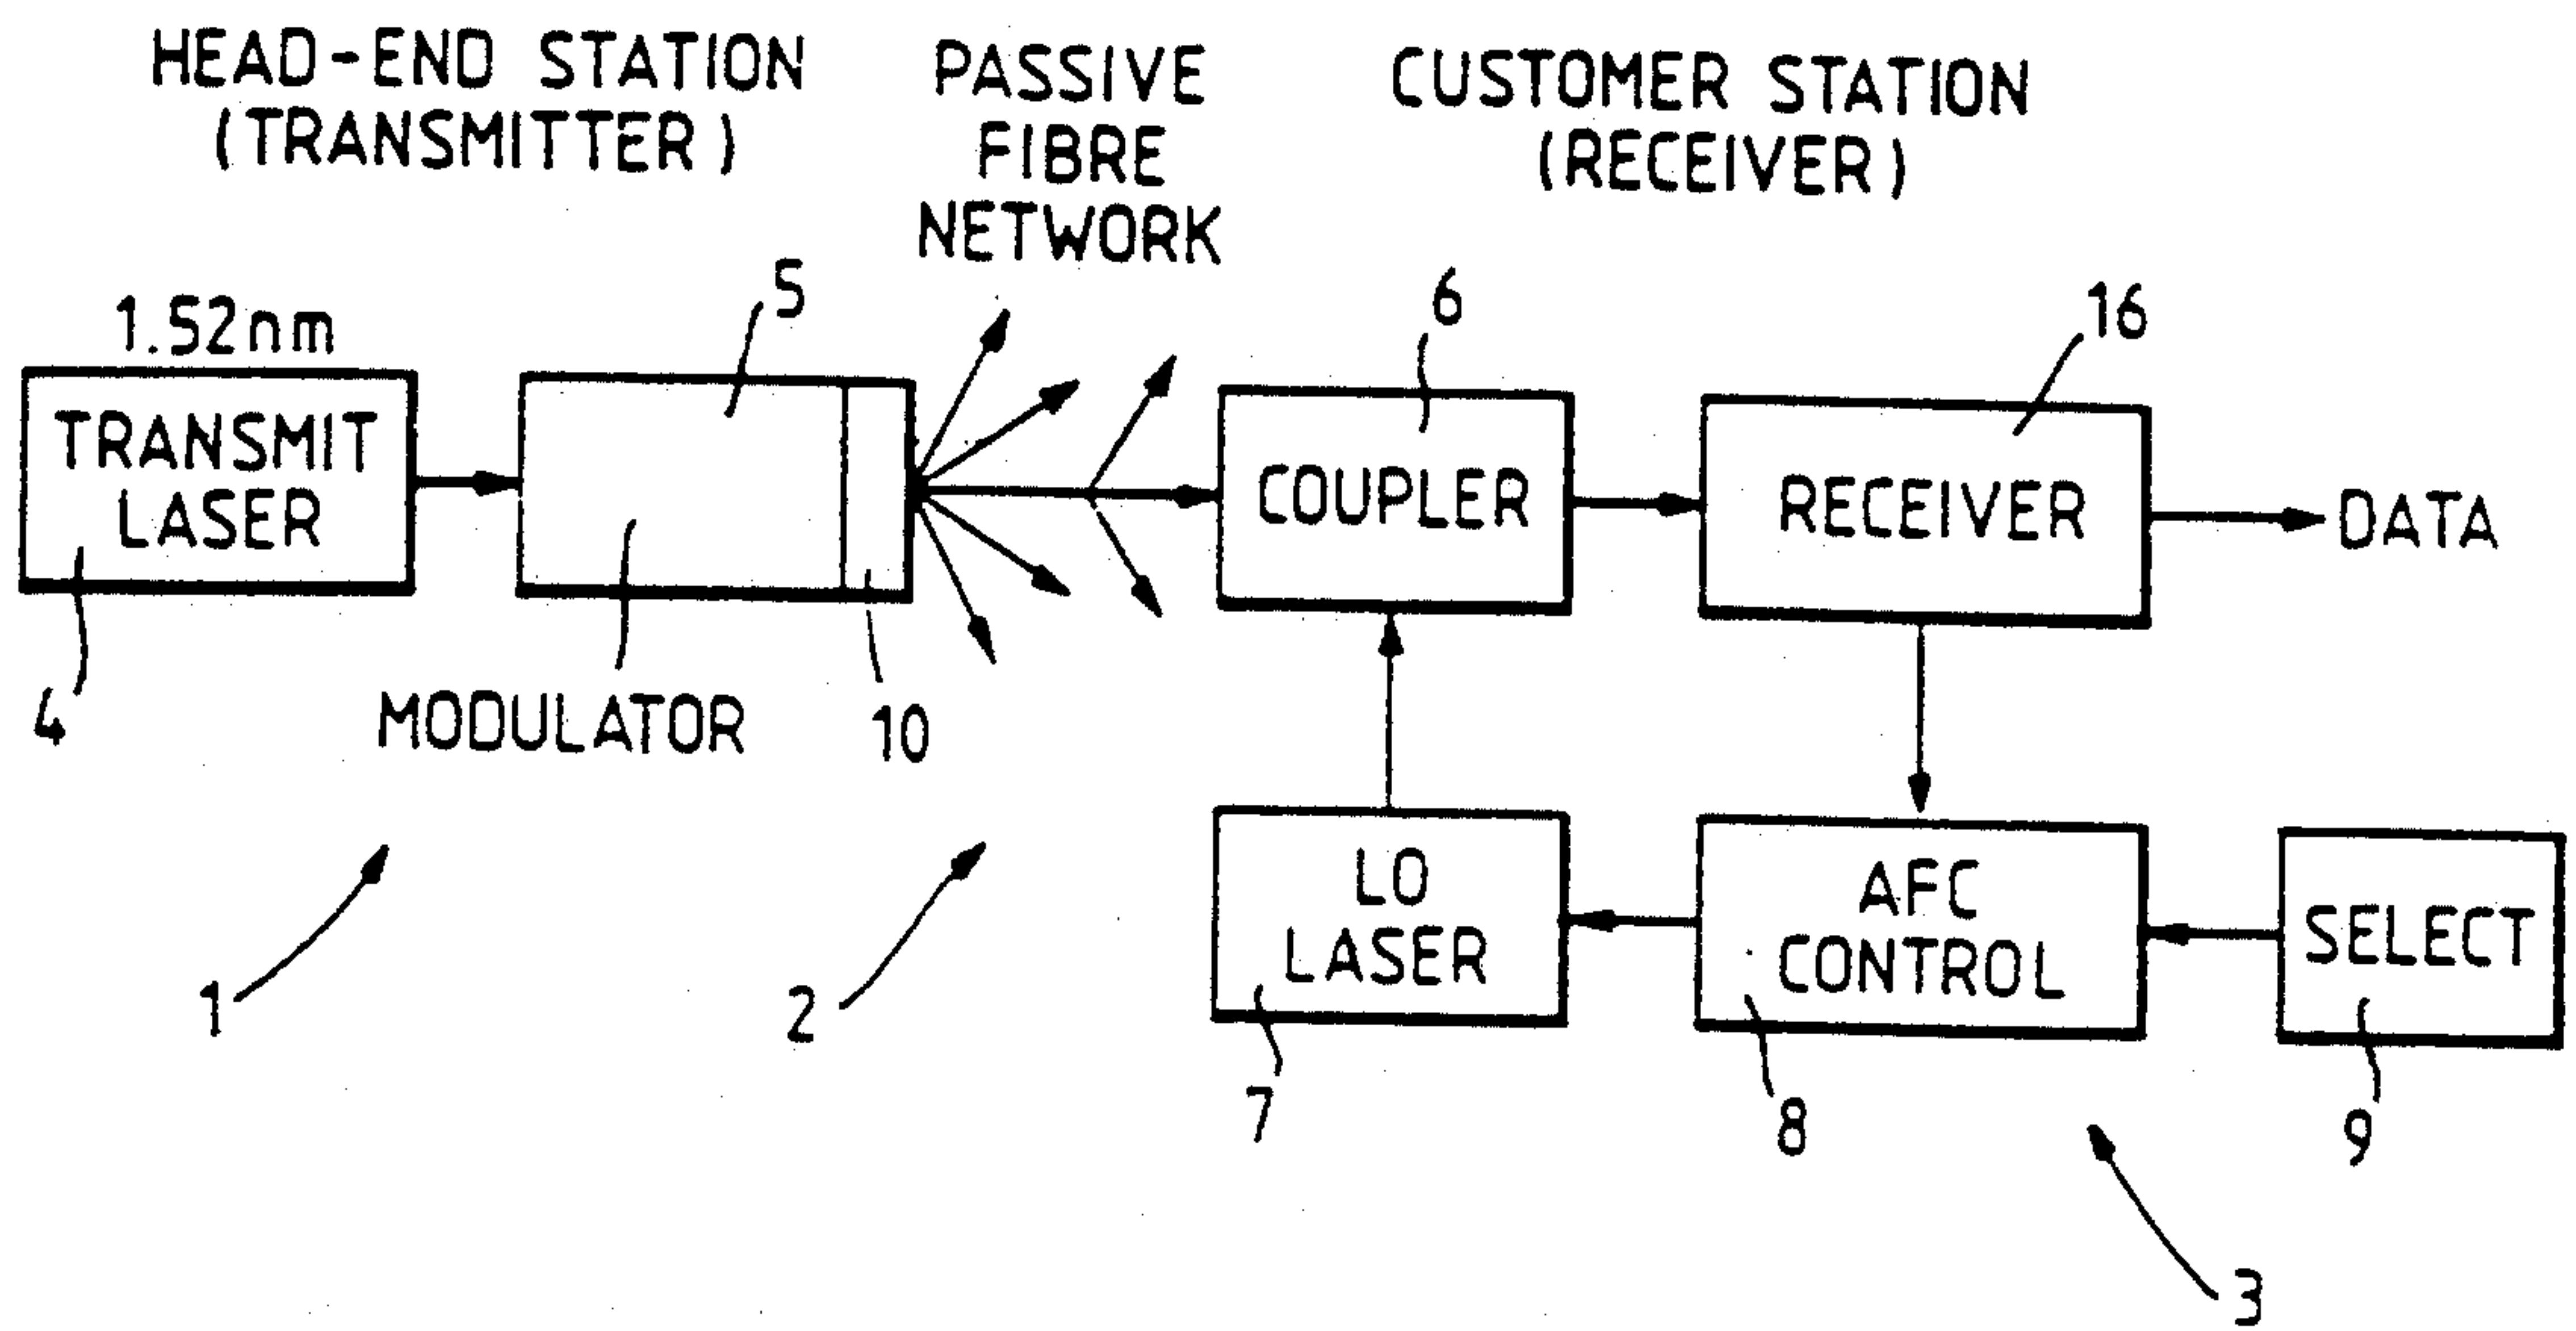 HEAD-END STATION
(TRANSMITTER)
PASSIVE
FIBRE
NETWORK
CUSTOMER STATION
(RECEIVER)
1.52nm
5
6
16
TRANSMIT
LASER
COUPLER
RECEIVER
DATA
4
MODULATOR
10
LO
LASER
AFC
CONTROL
SELECT
1
2
7
8
9
3